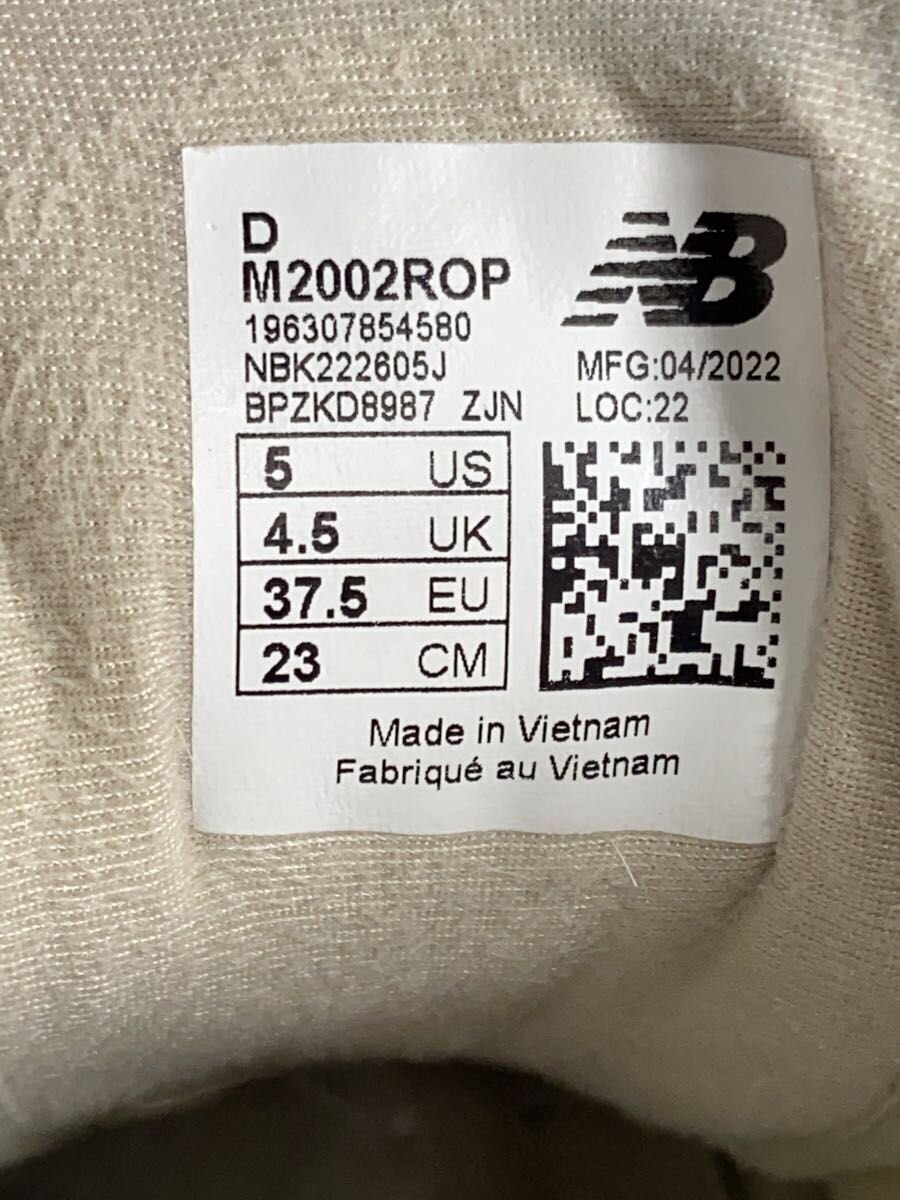 D
M2002ROP
NB
196307854580
NBK222605J MFG:04/2022
BPZKD8987 ZJN LOC:22
5 US
4.5 UK
37.5 EU
23 CM
Made in Vietnam
Fabriqué au Vietnam